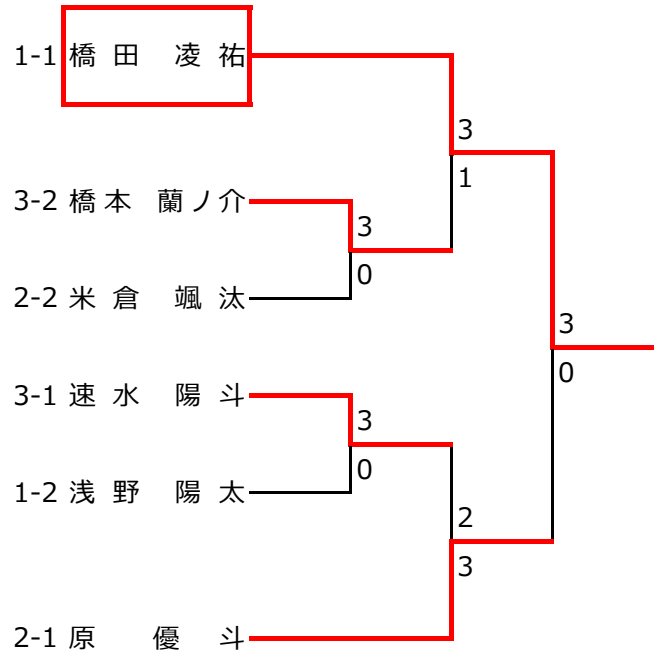 1-1 橋田 凌祐
3
1
3-2 橋本 蘭ノ介
3
0
2-2 米倉 颯汰
3
0
3-1 速水 陽斗
3
0
1-2 浅野 陽太
2
3
2-1 原 優斗